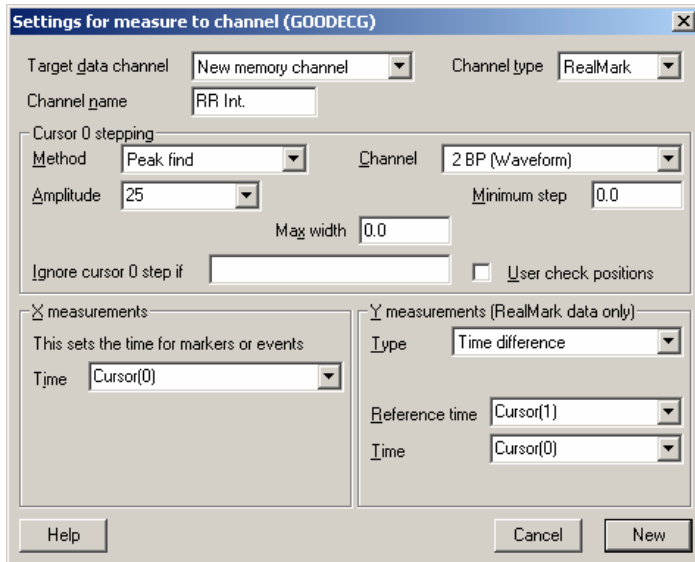 Settings for measure to channel (GOODECG)
Target data channel New memory channel Channel type RealMark
Channel name RR Int.
Cursor 0 stepping
Method Peak find Channel 2 BP (Waveform)
Amplitude 25 Minimum step 0.0
Max width 0.0
Ignore cursor 0 step if User check positions
X measurements
This sets the time for markers or events
Time Cursor(0)
Y measurements (RealMark data only)
Type Time difference
Reference time Cursor(1)
Time Cursor(0)
Help Cancel New